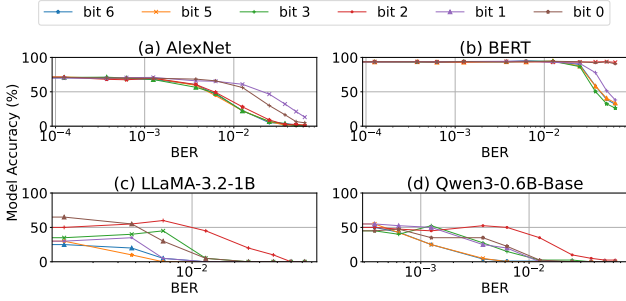 bit 6 bit 5 bit 3 bit 2 bit 1 bit 0
(a) AlexNet
(b) BERT
Model Accuracy (%)
100
50
0
10⁻⁴ 10⁻³ 10⁻²
BER
100
50
0
10⁻⁴ 10⁻³ 10⁻²
BER
(c) LLaMA-3.2-1B
(d) Qwen3-0.6B-Base
100
50
0
10⁻²
BER
100
50
0
10⁻³ 10⁻²
BER